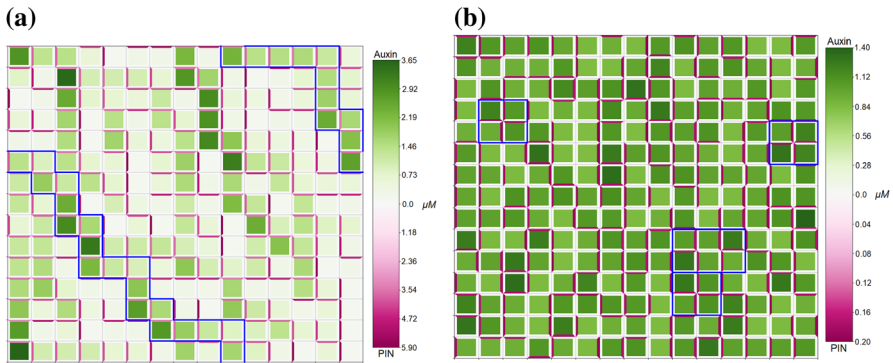 (a)
Auxin
3.65
2.92
2.19
1.46
0.73
0.0
μM
1.18
2.36
3.54
4.72
5.90
PIN
(b)
Auxin
1.40
1.12
0.84
0.56
0.28
0.0
μM
0.04
0.08
0.12
0.16
0.20
PIN